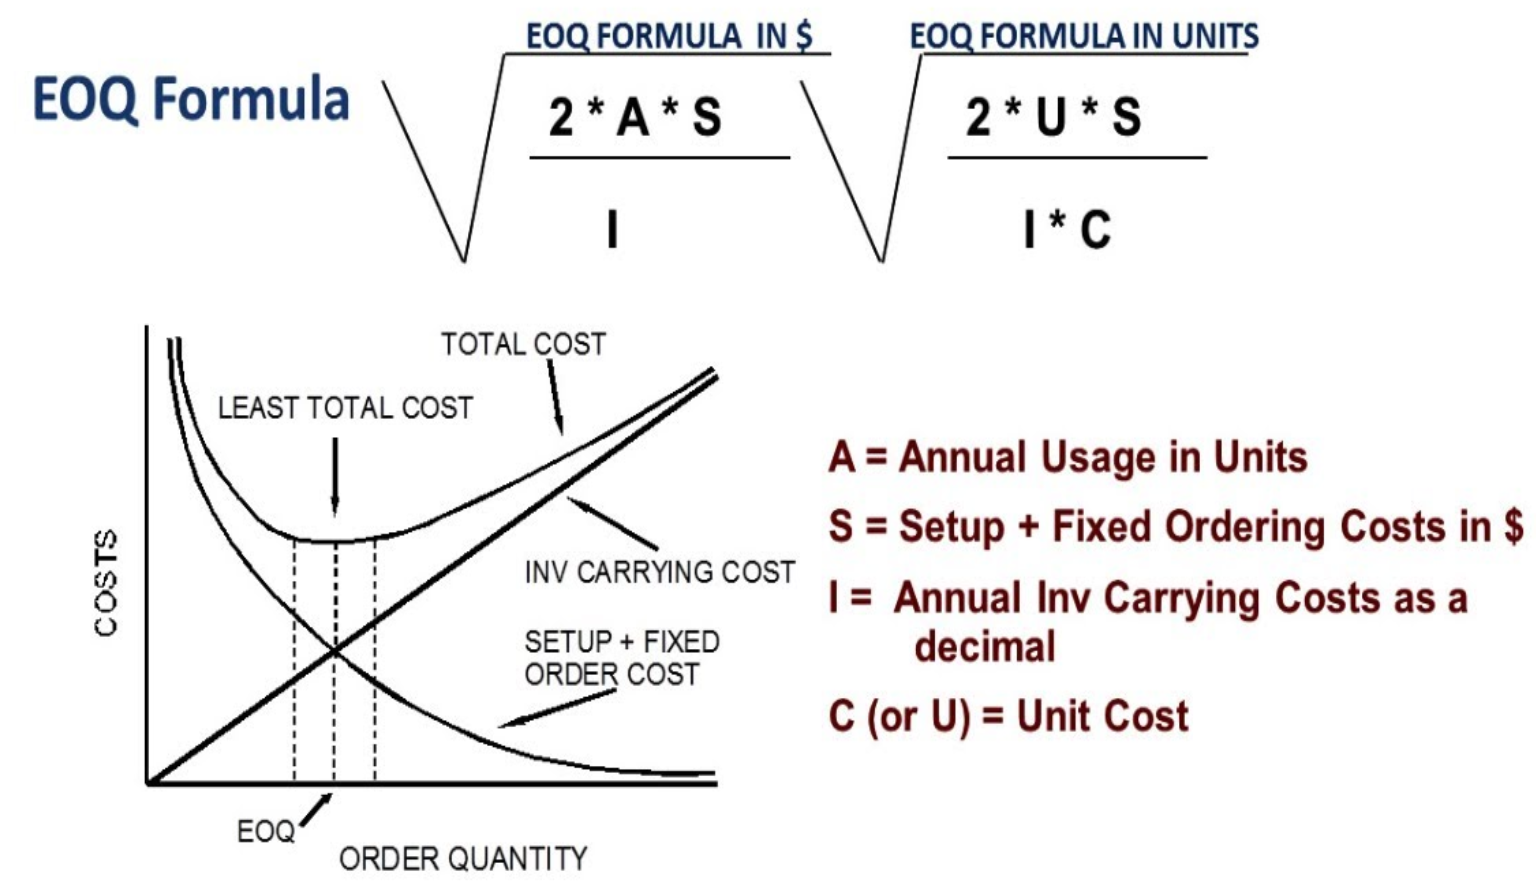 EOQ FORMULA IN $
EOQ FORMULA IN UNITS
EOQ Formula
2 * A * S
I
2 * U * S
I * C
TOTAL COST
LEAST TOTAL COST
COSTS
INV CARRYING COST
SETUP + FIXED
ORDER COST
EOQ
ORDER QUANTITY
A = Annual Usage in Units
S = Setup + Fixed Ordering Costs in $
I = Annual Inv Carrying Costs as a
decimal
C (or U) = Unit Cost